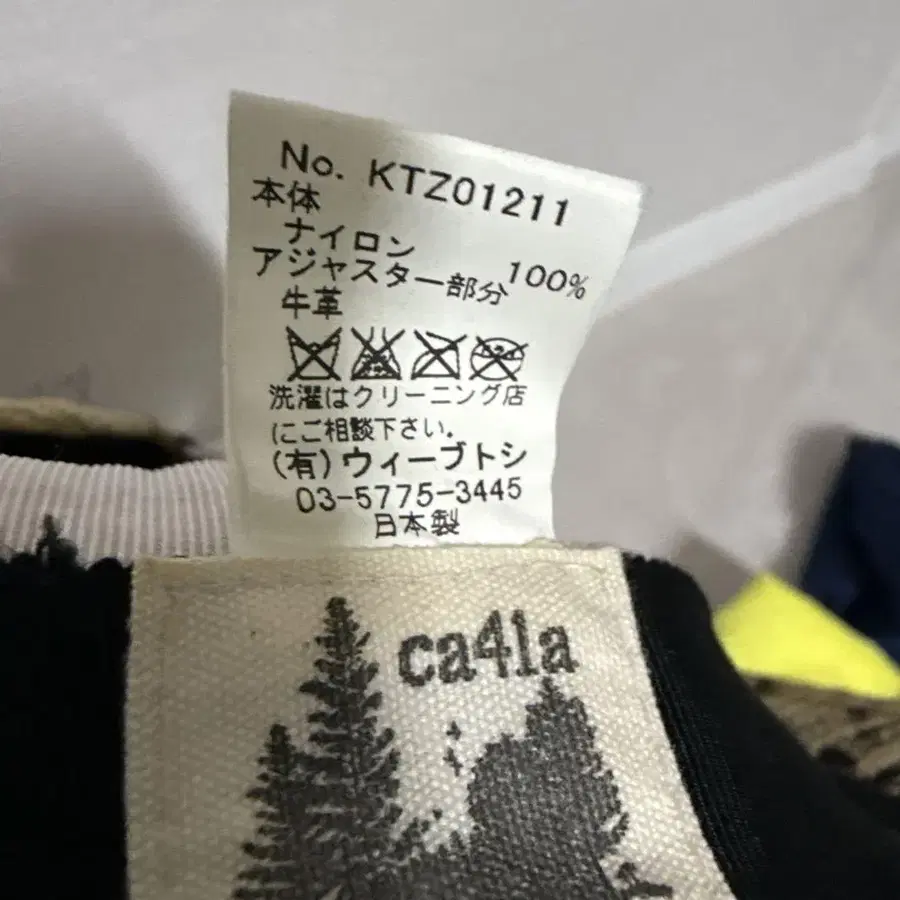 No. KTZ01211
本体
ナイロン 100%
アジャスター部分
牛革
洗濯はクリーニング店
にご相談下さい。
(有)ウィーブトシ
03-5775-3445
日本製
ca4la